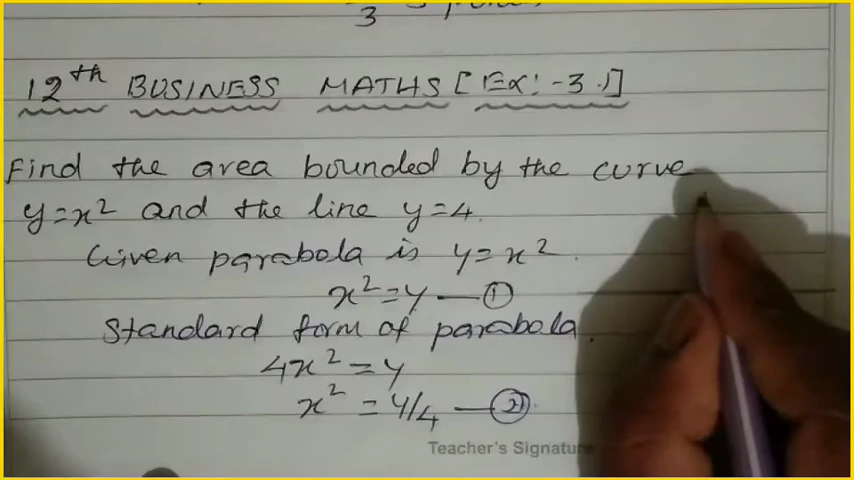 3
12th BUSINESS MATHS [Ex:-3.1]
Find the area bounded by the curve
y=x² and the line y=4.
Given parabola is y=x².
x²=y—①
Standard form of parabola.
4x²=y
x²=y/4—②.
Teacher's Signature